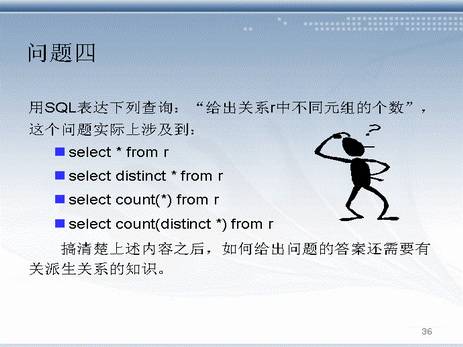 问题四
用SQL表达下列查询:“给出关系r中不同元组的个数”,
这个问题实际上涉及到:
select * from r
select distinct * from r
select count(*) from r
select count(distinct *) from r
搞清楚上述内容之后,如何给出问题的答案还需要有
关派生关系的知识。
?
36